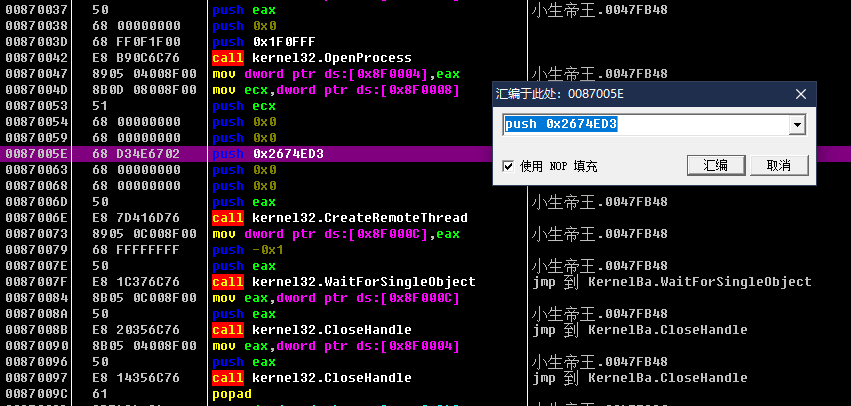 00870037 50 push eax 小生帝王.0047FB48
00870038 68 00000000 push 0x0
0087003D 68 FF0F1F00 push 0x1F0FFF
00870042 E8 B90C6C76 call kernel32.OpenProcess
00870047 8905 04008F00 mov dword ptr ds:[0x8F0004],eax 小生帝王.0047FB48
0087004D 8B0D 08008F00 mov ecx,dword ptr ds:[0x8F0008]
00870053 51 push ecx
00870054 68 00000000 push 0x0
00870059 68 00000000 push 0x0
0087005E 68 D34E6702 push 0x2674ED3
00870063 68 00000000 push 0x0
00870068 68 00000000 push 0x0
0087006D 50 push eax 小生帝王.0047FB48
0087006E E8 7D416D76 call kernel32.CreateRemoteThread
00870073 8905 0C008F00 mov dword ptr ds:[0x8F000C],eax 小生帝王.0047FB48
00870079 68 FFFFFFFF push -0x1
0087007E 50 push eax 小生帝王.0047FB48
0087007F E8 1C376C76 call kernel32.WaitForSingleObject jmp 到 KernelBa.WaitForSingleObject
00870084 8B05 0C008F00 mov eax,dword ptr ds:[0x8F000C]
0087008A 50 push eax 小生帝王.0047FB48
0087008B E8 20356C76 call kernel32.CloseHandle jmp 到 KernelBa.CloseHandle
00870090 8B05 04008F00 mov eax,dword ptr ds:[0x8F0004]
00870096 50 push eax 小生帝王.0047FB48
00870097 E8 14356C76 call kernel32.CloseHandle jmp 到 KernelBa.CloseHandle
0087009C 61 popad
汇编于此处：0087005E
push 0x2674ED3
使用 NOP 填充
汇编
取消